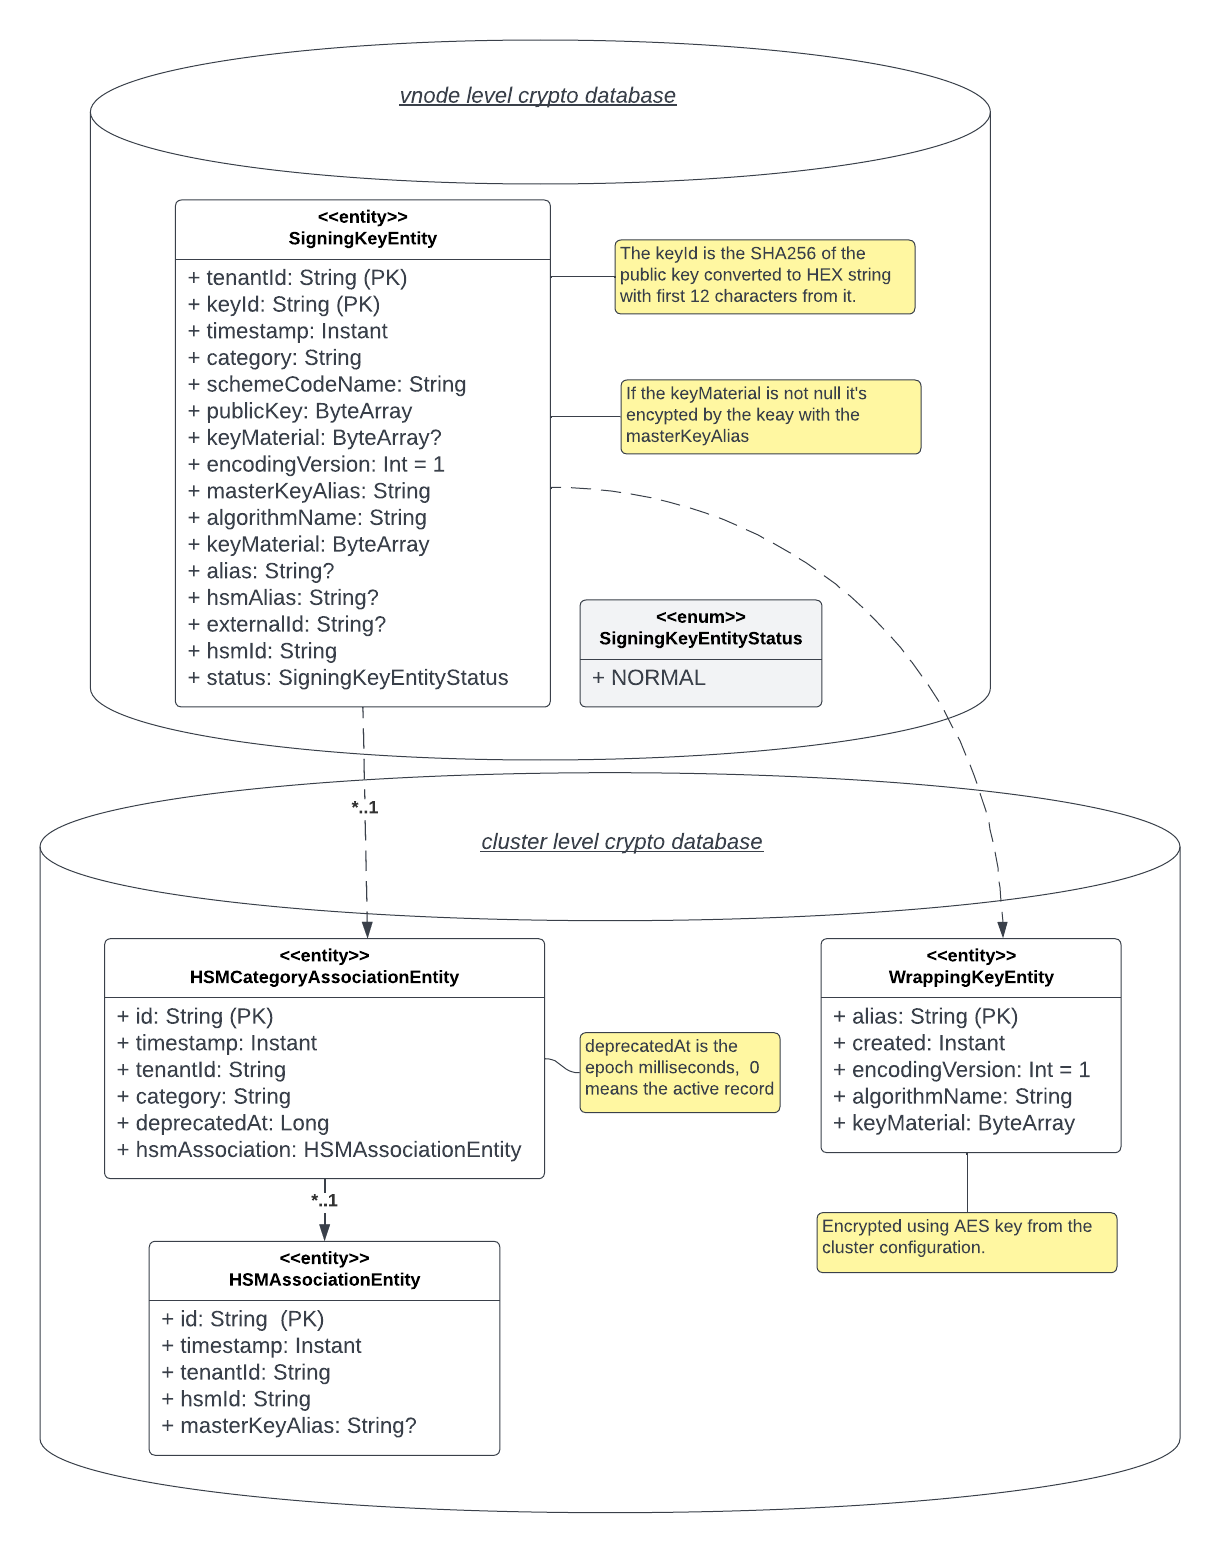 vnode level crypto database
<<entity>>
SigningKeyEntity
+ tenantId: String (PK)
+ keyId: String (PK)
+ timestamp: Instant
+ category: String
+ schemeCodeName: String
+ publicKey: ByteArray
+ keyMaterial: ByteArray?
+ encodingVersion: Int = 1
+ masterKeyAlias: String
+ algorithmName: String
+ keyMaterial: ByteArray
+ alias: String?
+ hsmAlias: String?
+ externalId: String?
+ hsmId: String
+ status: SigningKeyEntityStatus
The keyId is the SHA256 of the
public key converted to HEX string
with first 12 characters from it.
If the keyMaterial is not null it's
encypted by the keay with the
masterKeyAlias
<<enum>>
SigningKeyEntityStatus
+ NORMAL
*..1
cluster level crypto database
<<entity>>
HSMCategoryAssociationEntity
+ id: String (PK)
+ timestamp: Instant
+ tenantId: String
+ category: String
+ deprecatedAt: Long
+ hsmAssociation: HSMAssociationEntity
deprecatedAt is the
epoch milliseconds,  0
means the active record
<<entity>>
WrappingKeyEntity
+ alias: String (PK)
+ created: Instant
+ encodingVersion: Int = 1
+ algorithmName: String
+ keyMaterial: ByteArray
Encrypted using AES key from the
cluster configuration.
*..1
<<entity>>
HSMAssociationEntity
+ id: String  (PK)
+ timestamp: Instant
+ tenantId: String
+ hsmId: String
+ masterKeyAlias: String?